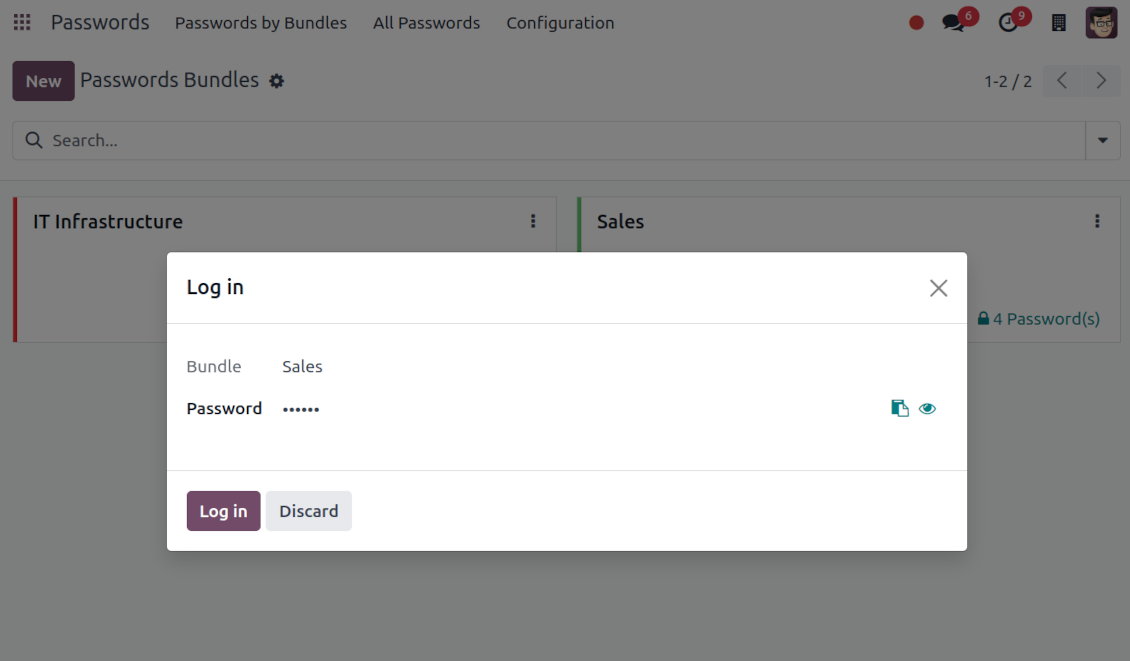 Passwords Passwords by Bundles All Passwords Configuration 6 9
New Passwords Bundles 1-2 / 2
Search...
IT Infrastructure Sales
Log in
4 Password(s)
Bundle Sales
Password ••••••
Log in Discard